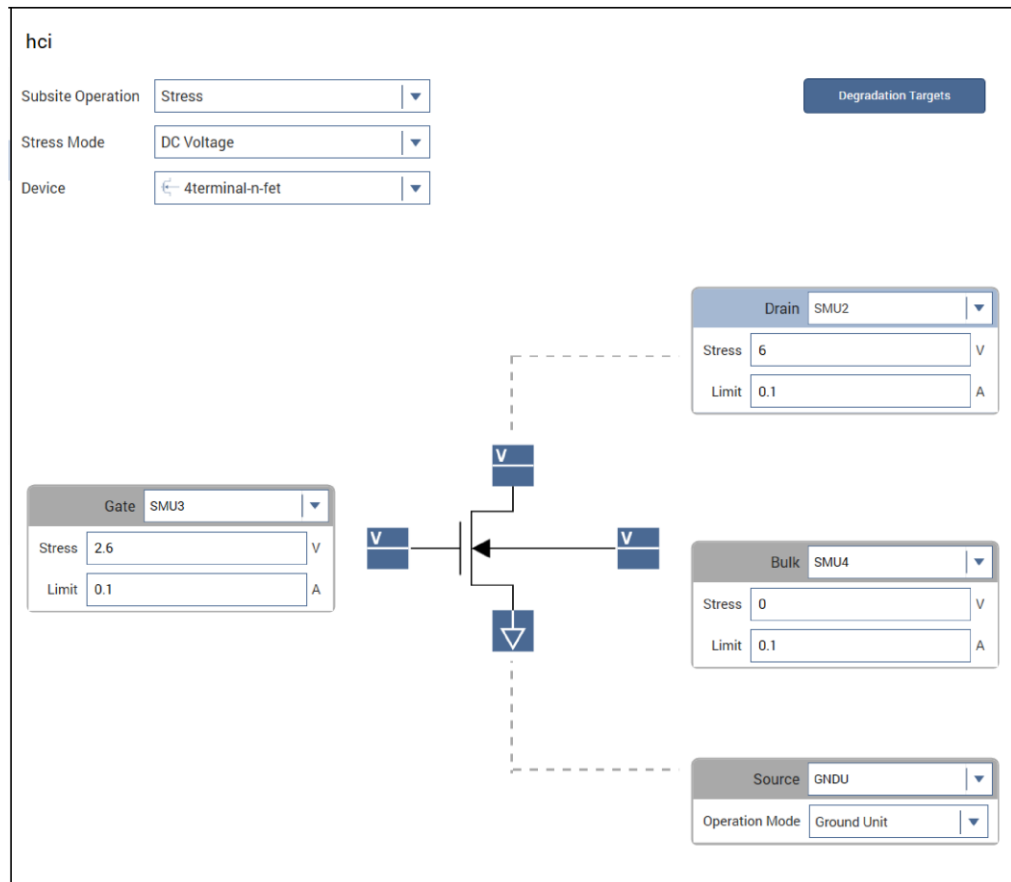 hci
Subsite Operation Stress
Degradation Targets
Stress Mode DC Voltage
Device 4terminal-n-fet
Drain SMU2
Stress 6 V
Limit 0.1 A
V
Gate SMU3
Stress 2.6 V
Limit 0.1 A
V
V
Bulk SMU4
Stress 0 V
Limit 0.1 A
Source GNDU
Operation Mode Ground Unit